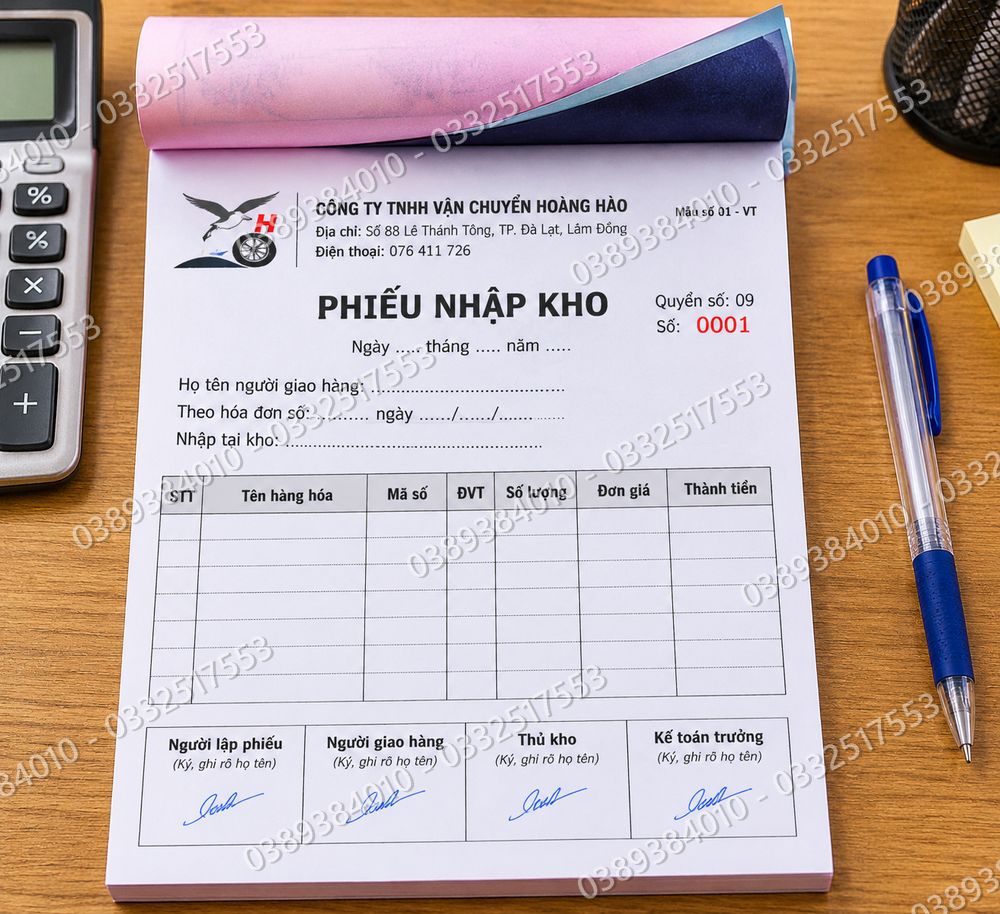 CÔNG TY TNHH VẬN CHUYỂN HOÀNG HÀO
Địa chỉ: Số 88 Lê Thánh Tông, TP. Đà Lạt, Lâm Đồng
Điện thoại: 076 411 726
Mẫu số 01 - VT
H
PHIẾU NHẬP KHO
Quyển số: 09
Số: 0001
Ngày ..... tháng ..... năm .....
Họ tên người giao hàng: ........................................
Theo hóa đơn số: ........... ngày ....../....../.............
Nhập tại kho: .....................................................
STT Tên hàng hóa Mã số ĐVT Số lượng Đơn giá Thành tiền
Người lập phiếu Người giao hàng Thủ kho Kế toán trưởng
(Ký, ghi rõ họ tên) (Ký, ghi rõ họ tên) (Ký, ghi rõ họ tên) (Ký, ghi rõ họ tên)
%
%
×
−
+
0389384010 - 0332517553